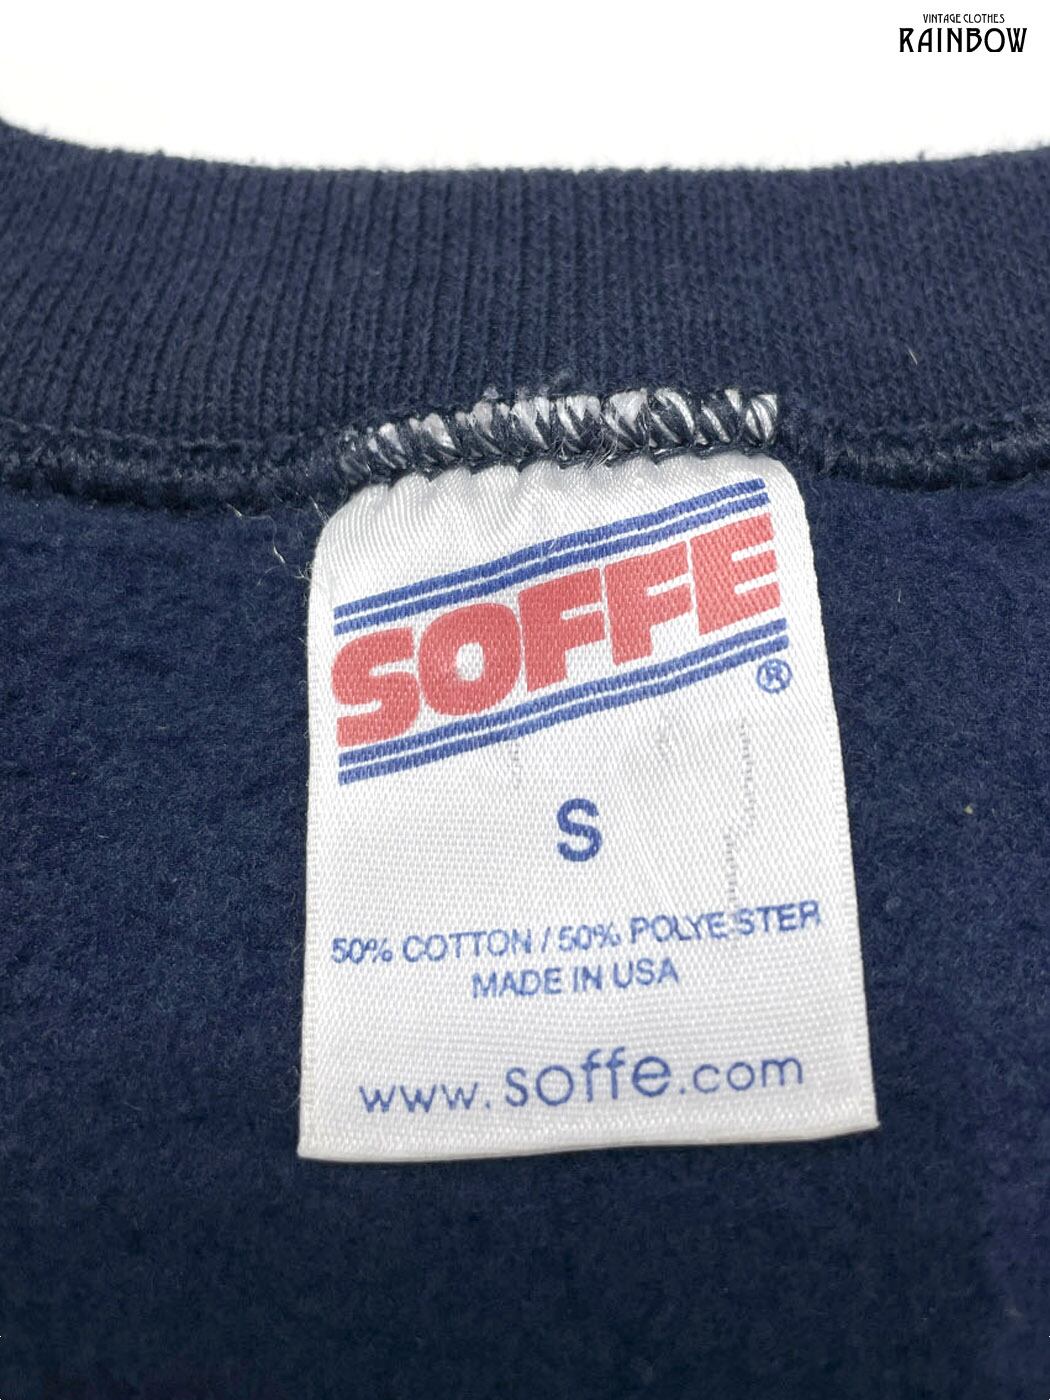 VINTAGE CLOTHES
RAINBOW
SOFFE
®
S
50% COTTON / 50% POLYESTER
MADE IN USA
www.soffe.com